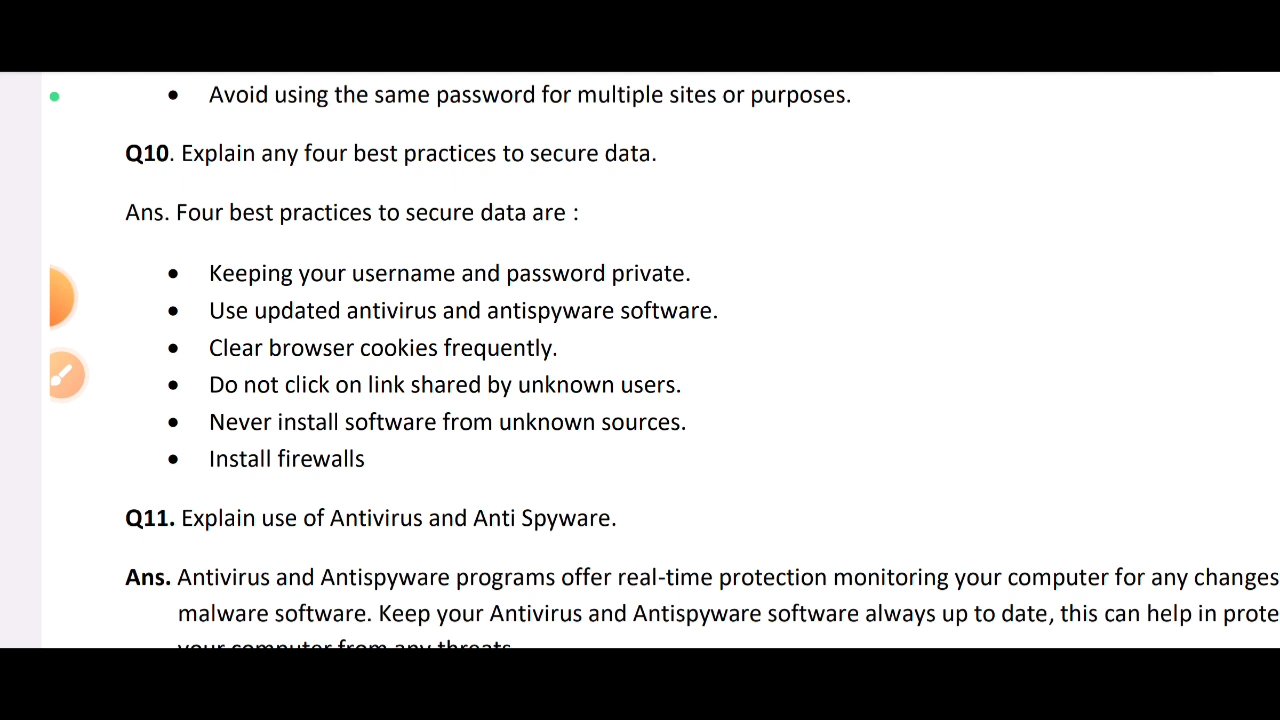 • Avoid using the same password for multiple sites or purposes.
Q10. Explain any four best practices to secure data.
Ans. Four best practices to secure data are :
• Keeping your username and password private.
• Use updated antivirus and antispyware software.
• Clear browser cookies frequently.
• Do not click on link shared by unknown users.
• Never install software from unknown sources.
• Install firewalls
Q11. Explain use of Antivirus and Anti Spyware.
Ans. Antivirus and Antispyware programs offer real-time protection monitoring your computer for any changes
malware software. Keep your Antivirus and Antispyware software always up to date, this can help in prote
your computer from any threats